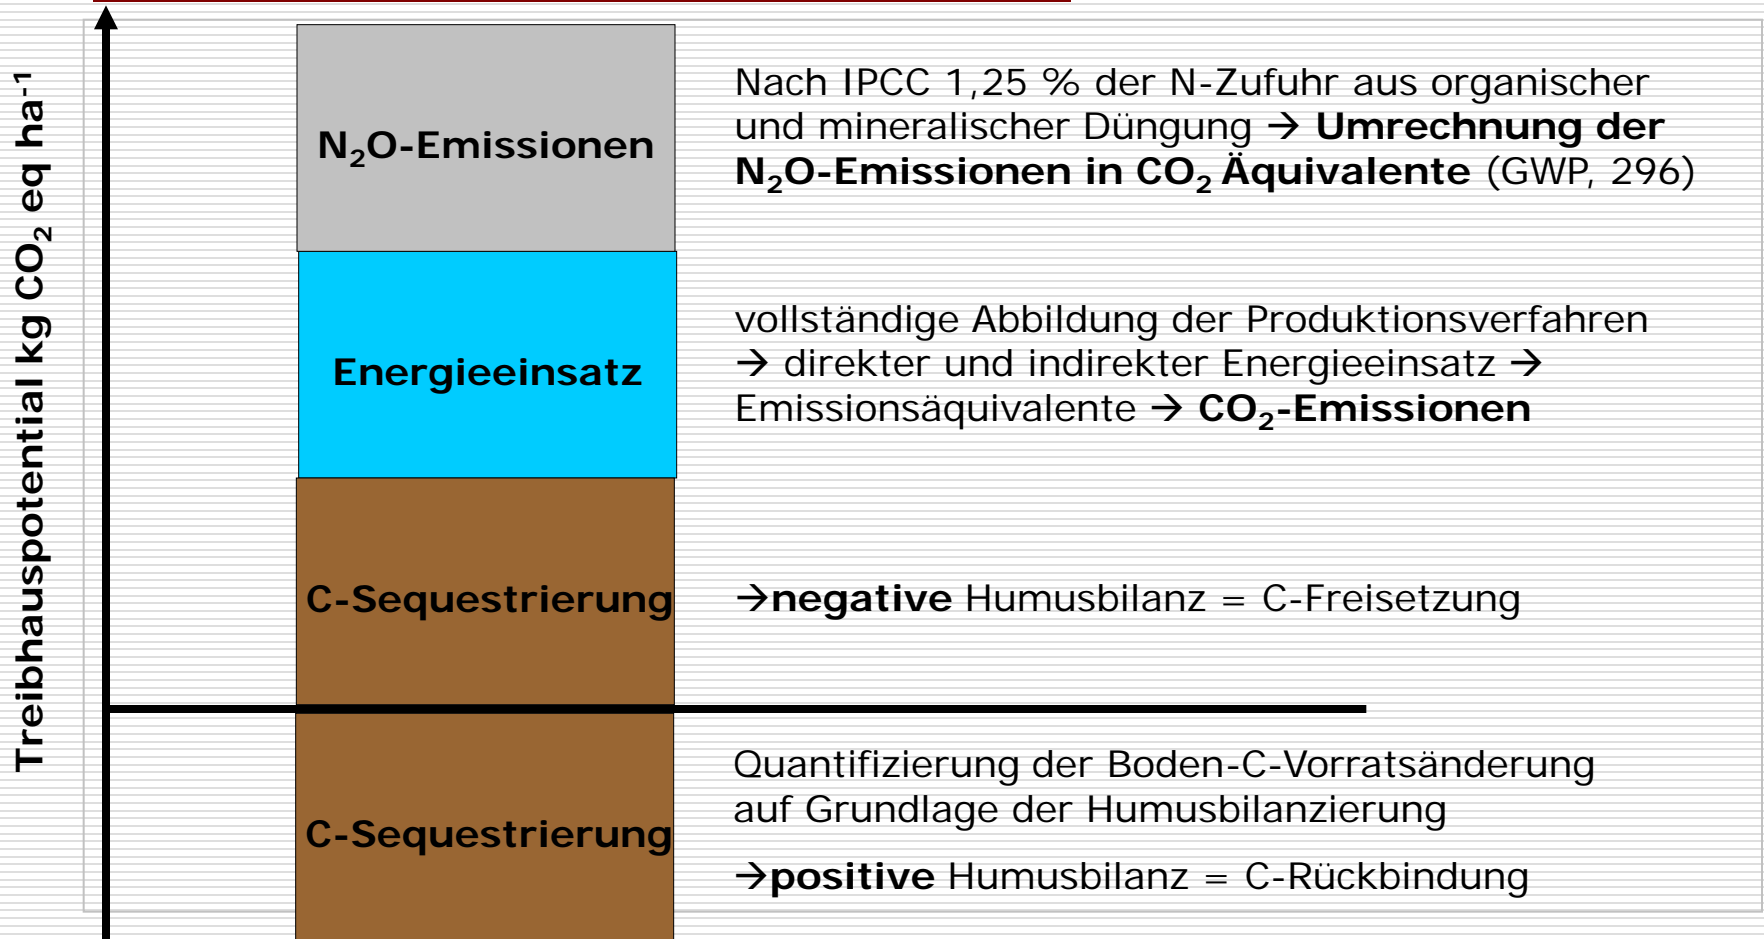 Treibhauspotential kg CO₂ eq ha⁻¹
N₂O-Emissionen
Nach IPCC 1,25 % der N-Zufuhr aus organischer
und mineralischer Düngung → Umrechnung der
N₂O-Emissionen in CO₂ Äquivalente (GWP, 296)
Energieeinsatz
vollständige Abbildung der Produktionsverfahren
→ direkter und indirekter Energieeinsatz →
Emissionsäquivalente → CO₂-Emissionen
C-Sequestrierung
→negative Humusbilanz = C-Freisetzung
C-Sequestrierung
Quantifizierung der Boden-C-Vorratsänderung
auf Grundlage der Humusbilanzierung
→positive Humusbilanz = C-Rückbindung